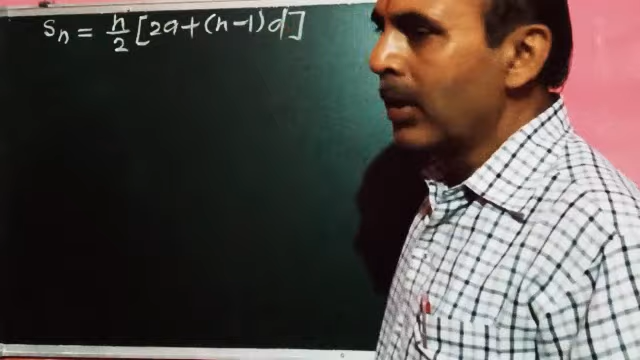 Sn = n/2 [2a+(n-1)d]